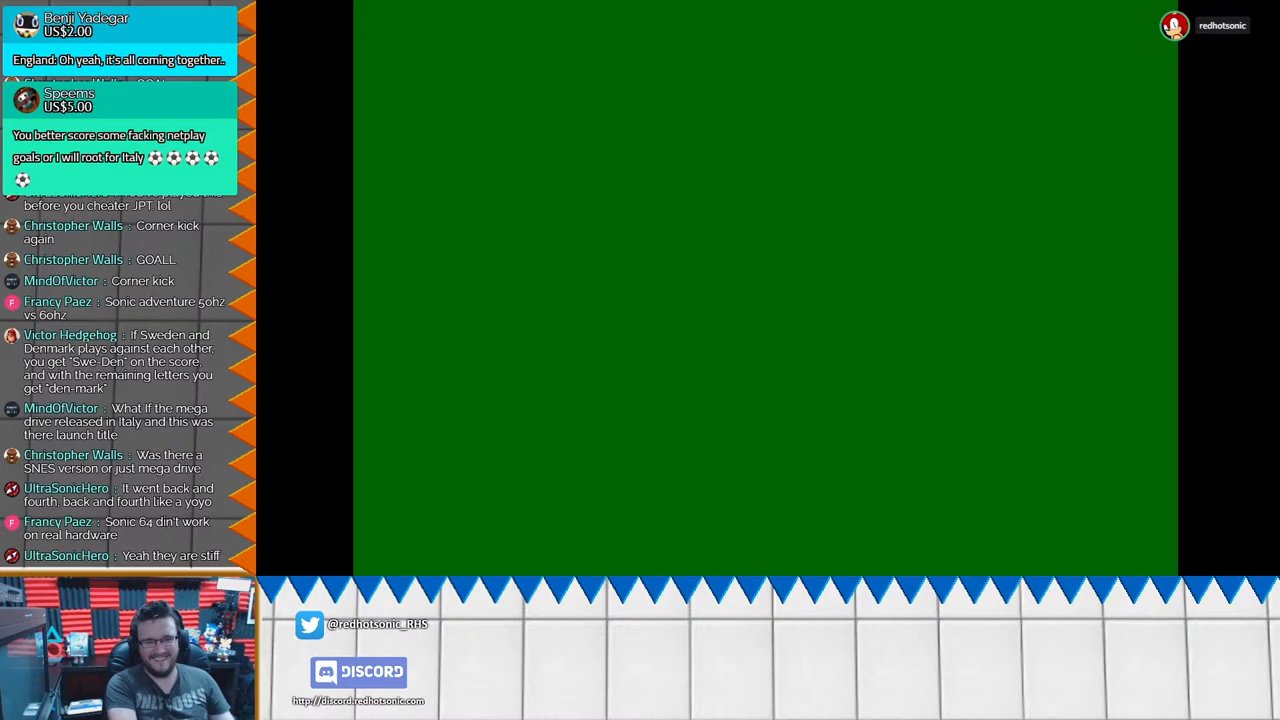 Benji Yadegar
US$2.00
England: Oh yeah, it's all coming together..
Speems
US$5.00
You better score some facking netplay
goals or I will root for Italy ⚽ ⚽ ⚽ ⚽
⚽
before you cheater JPT. lol
Christopher Walls : Corner kick
again
Christopher Walls : GOALL
MindOfVictor : Corner kick
Francy Paez : Sonic adventure 50hz
vs 60hz
Victor Hedgehog : If Sweden and
Denmark plays against each other,
you get "Swe-Den" on the score,
and with the remaining letters you
get "den-mark"
MindOfVictor : What If the mega
drive released in Italy and this was
there launch title
Christopher Walls : Was there a
SNES version or just mega drive
UltraSonicHero : It went back and
fourth, back and fourth like a yoyo
Francy Paez : Sonic 64 din't work
on real hardware
UltraSonicHero : Yeah they are stiff
redhotsonic
@redhotsonic_RHS
DISCORD
http://discord.redhotsonic.com